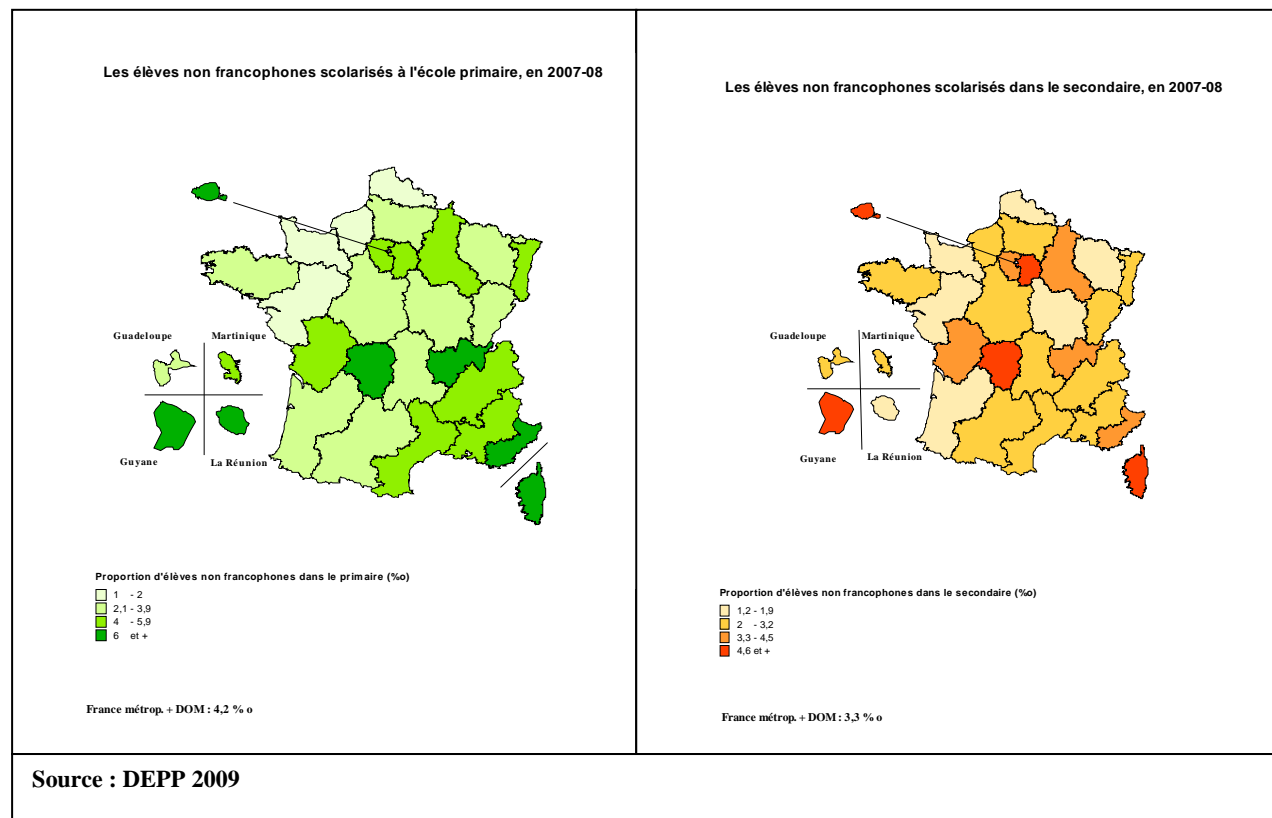 Les élèves non francophones scolarisés à l'école primaire, en 2007-08
Guadeloupe
Martinique
Guyane
La Réunion
Proportion d'élèves non francophones dans le primaire (%o)
1 - 2
2,1 - 3,9
4 - 5,9
6 et +
France métrop. + DOM : 4,2 % o
Les élèves non francophones scolarisés dans le secondaire, en 2007-08
Guadeloupe
Martinique
Guyane
La Réunion
Proportion d'élèves non francophones dans le secondaire (%o)
1,2 - 1,9
2 - 3,2
3,3 - 4,5
4,6 et +
France métrop. + DOM : 3,3 % o
Source : DEPP 2009